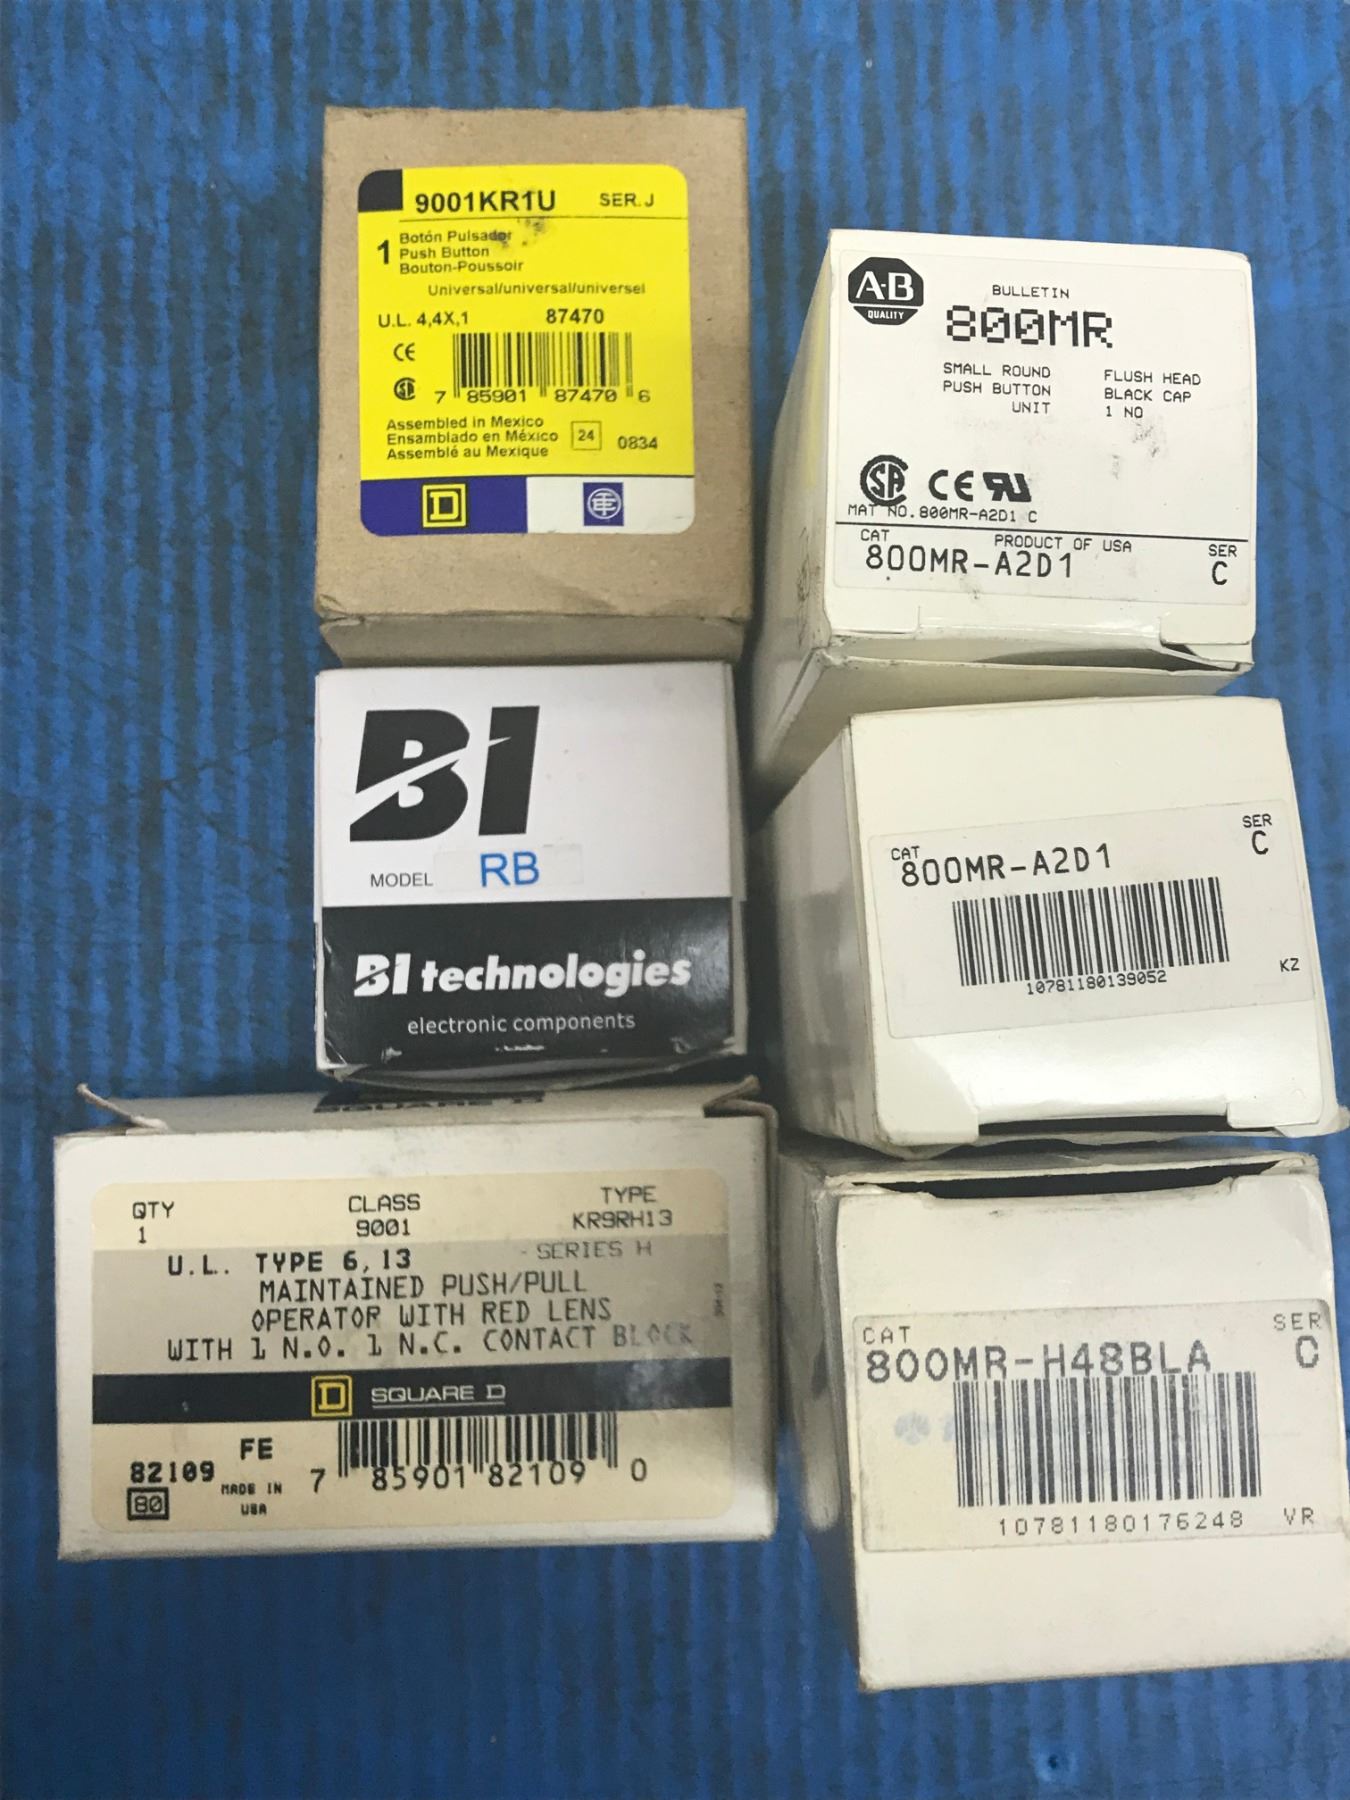 9001KR1U SER. J
1 Botón Pulsador
Push Button
Bouton-Poussoir
Universal/universal/universel
U.L. 4,4X,1 87470
CE
7 85901 87470 6
Assembled in Mexico
Ensamblado en México
Assemblé au Mexique
24 0834
D
A-B
QUALITY
BULLETIN
800MR
SMALL ROUND FLUSH HEAD
PUSH BUTTON BLACK CAP
UNIT 1 NO
MAT NO. 800MR-A2D1 C
CAT PRODUCT OF USA SER
800MR-A2D1 C
BI
MODEL RB
BI technologies
electronic components
CAT SER
800MR-A2D1 C
10781180139052
KZ
SQUARE D
QTY CLASS TYPE
1 9001 KR9RH13
U.L. TYPE 6,13 - SERIES H
MAINTAINED PUSH/PULL
OPERATOR WITH RED LENS
WITH 1 N.O. 1 N.C. CONTACT BLOCK
D SQUARE D
FE
82109 MADE IN
80 USA
7 85901 82109 0
CAT SER
800MR-H48BLA C
10781180176248 VR